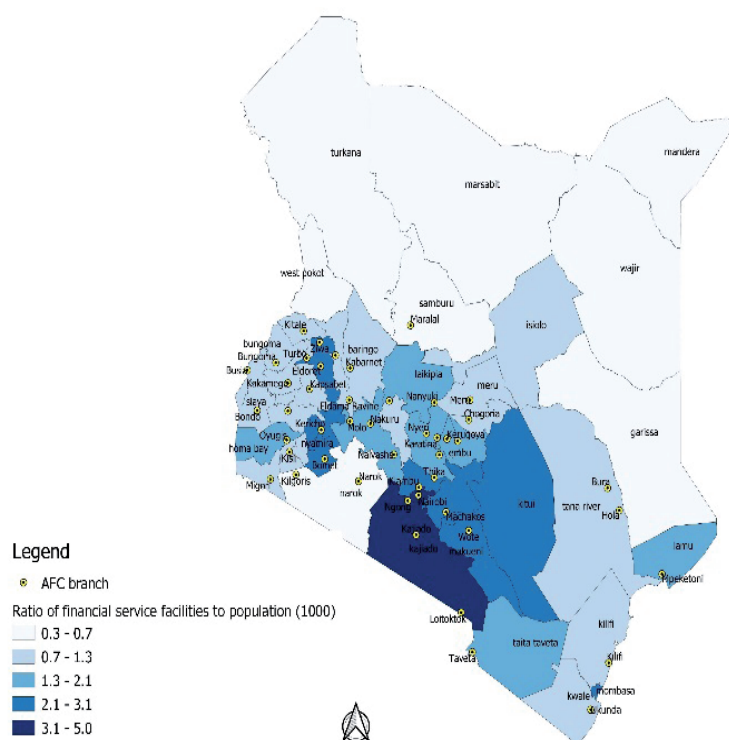 turkana
mandera
marsabit
wajir
west pokot
samburu
Maralal
isiolo
Kitale
bungoma
Ziwa
baringo
Bungoma
Turbo
Kabarnet
Busia
Eldoret
laikipia
meru
Kakamega
Kapsabet
Nanyuki
Meru
siaya
Eldama Ravine
Bondo
Nakuru
Chogoria
garissa
Kericho
Molo
Nyeri
Oyugis
nyamira
Karatina
Kerugoya
homa bay
Kisii
Naivasha
embu
Bomet
Migori
Kilgoris
Narok
Thika
Bura
narok
Kiambu
kitui
tana river
Nairobi
Hola
Ngong
Machakos
Kajiado
Wote
lamu
kajiado
makueni
Mpeketoni
Loitoktok
kilifi
taita taveta
Taveta
Kilifi
mombasa
kwale
Ukunda
Legend
AFC branch
Ratio of financial service facilities to population (1000)
0.3 - 0.7
0.7 - 1.3
1.3 - 2.1
2.1 - 3.1
3.1 - 5.0